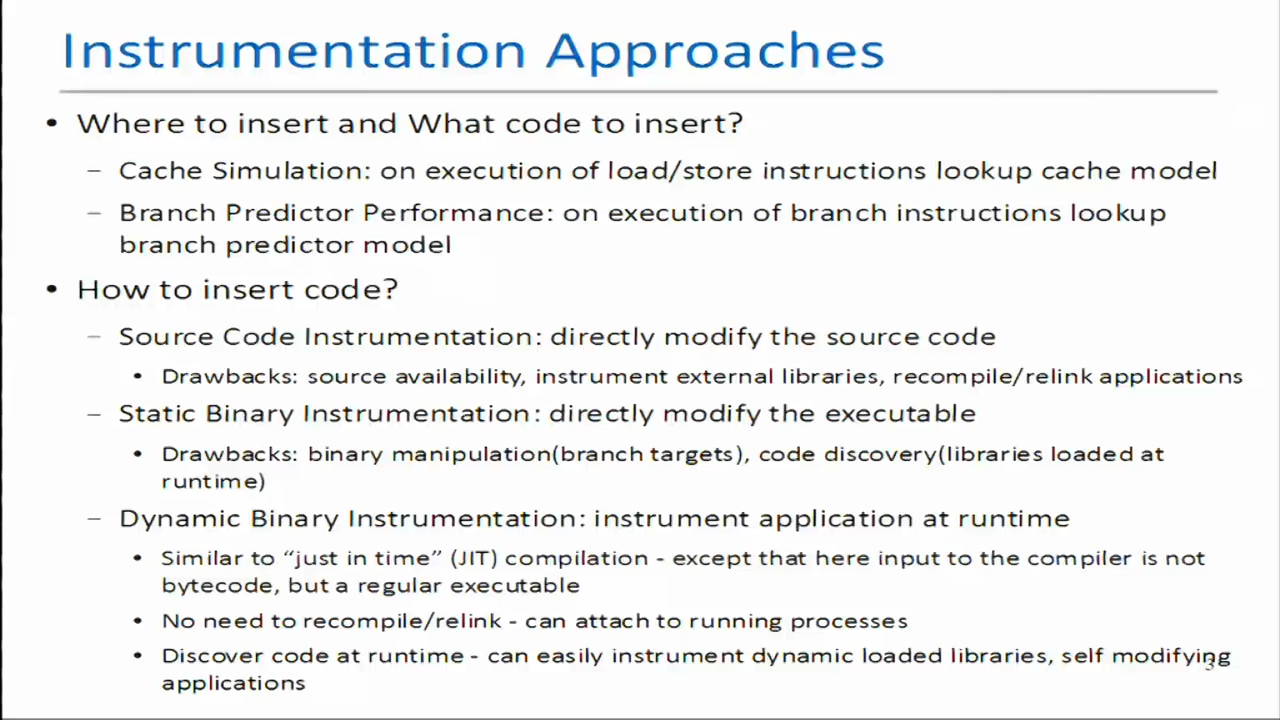 Instrumentation Approaches
• Where to insert and What code to insert?
– Cache Simulation: on execution of load/store instructions lookup cache model
– Branch Predictor Performance: on execution of branch instructions lookup
branch predictor model
• How to insert code?
– Source Code Instrumentation: directly modify the source code
• Drawbacks: source availability, instrument external libraries, recompile/relink applications
– Static Binary Instrumentation: directly modify the executable
• Drawbacks: binary manipulation(branch targets), code discovery(libraries loaded at
runtime)
– Dynamic Binary Instrumentation: instrument application at runtime
• Similar to “just in time” (JIT) compilation - except that here input to the compiler is not
bytecode, but a regular executable
• No need to recompile/relink - can attach to running processes
• Discover code at runtime - can easily instrument dynamic loaded libraries, self modifying
applications
3